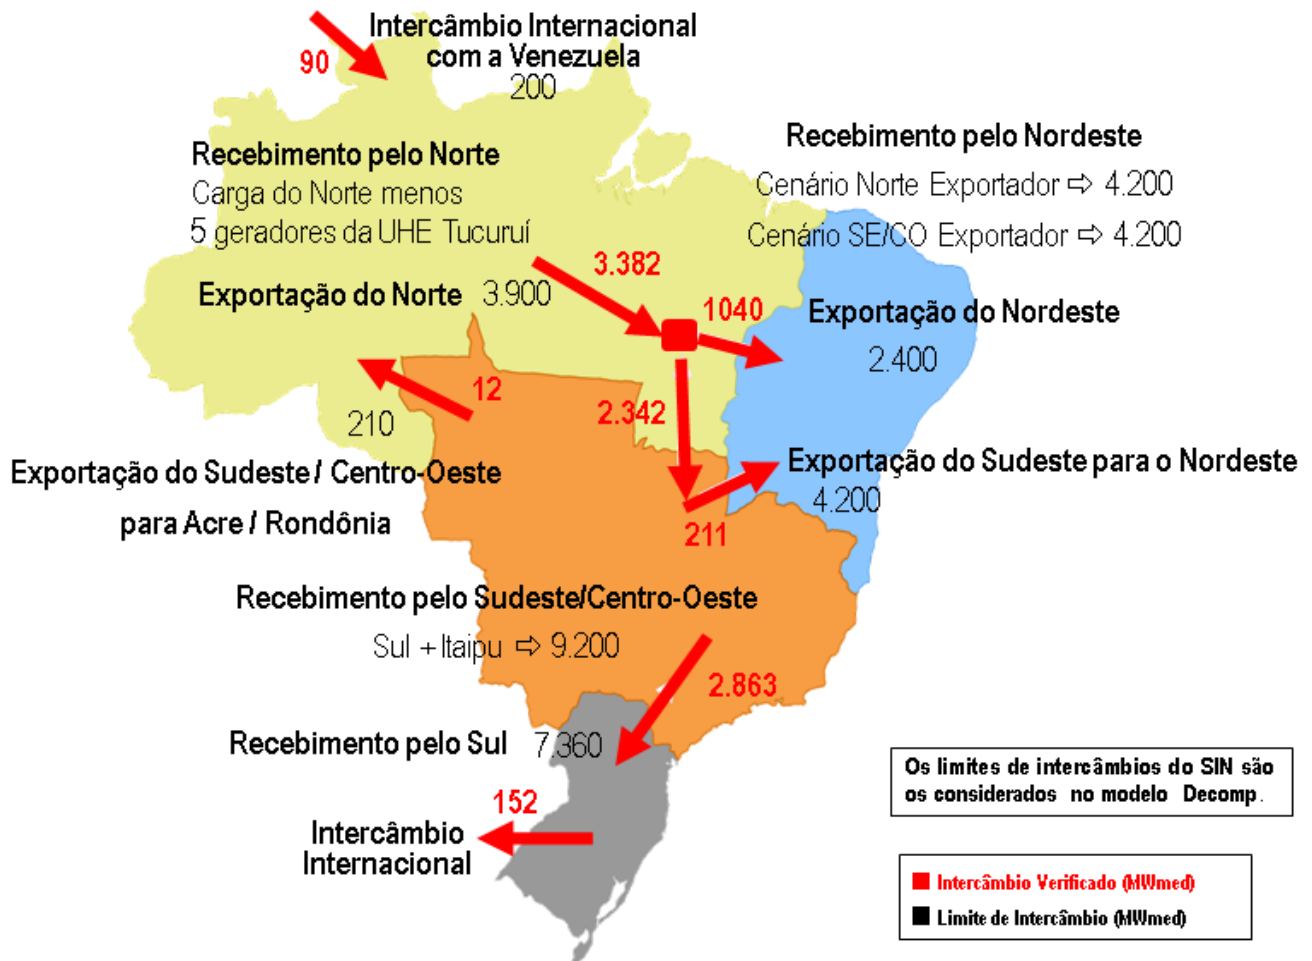 Intercâmbio Internacional
com a Venezuela
200
90
Recebimento pelo Norte
Carga do Norte menos
5 geradores da UHE Tucuruí
Recebimento pelo Nordeste
Cenário Norte Exportador ⇨ 4.200
Cenário SE/CO Exportador ⇨ 4.200
3.382
Exportação do Norte 3.900
1040
Exportação do Nordeste
2.400
12
210
2.342
Exportação do Sudeste / Centro-Oeste
para Acre / Rondônia
Exportação do Sudeste para o Nordeste
4.200
211
Recebimento pelo Sudeste/Centro-Oeste
Sul + Itaipu ⇨ 9.200
2.863
Recebimento pelo Sul 7.360
152
Intercâmbio
Internacional
Os limites de intercâmbios do SIN são
os considerados no modelo Decomp.
Intercâmbio Verificado (MWmed)
Limite de Intercâmbio (MWmed)